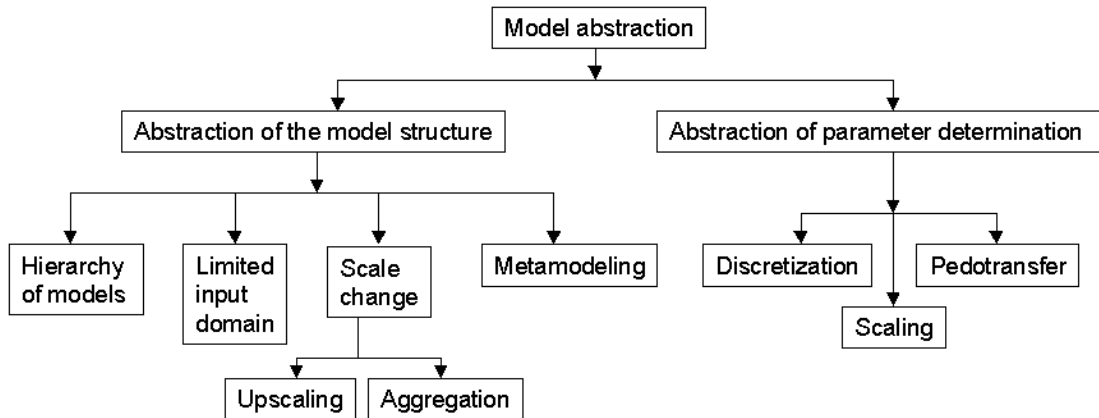 Model abstraction
Abstraction of the model structure
Abstraction of parameter determination
Hierarchy
of models
Limited
input
domain
Scale
change
Metamodeling
Discretization
Pedotransfer
Scaling
Upscaling
Aggregation